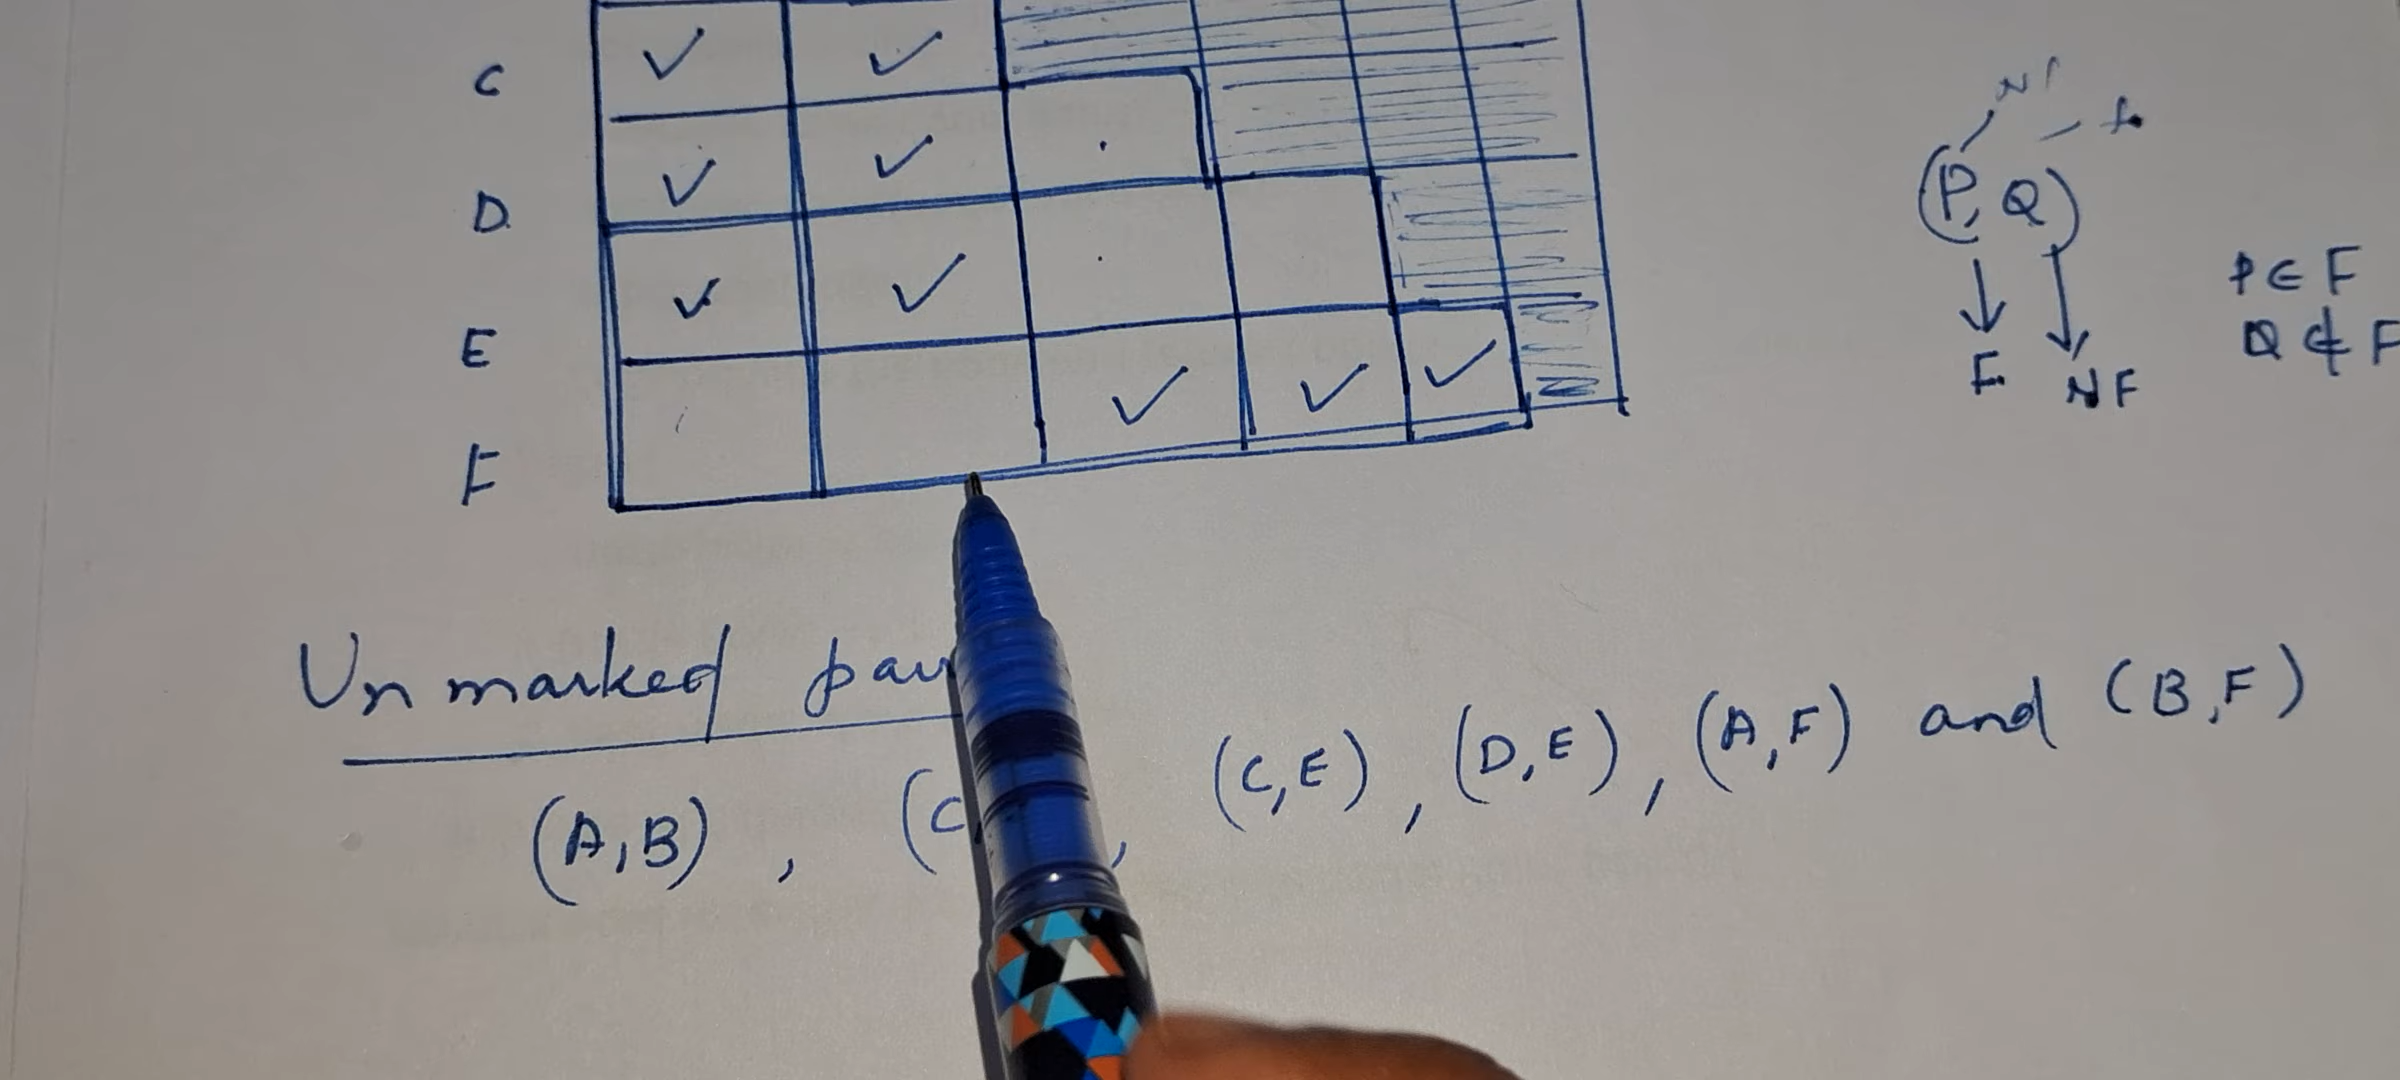 C ✓ ✓
D ✓ ✓
E ✓ ✓
F ✓ ✓ ✓
(P, Q)
F NF
P ∈ F
Q ∉ F
Unmarked
(A,B) , (C , (C,E) , (D,E) , (A,F) and (B,F)